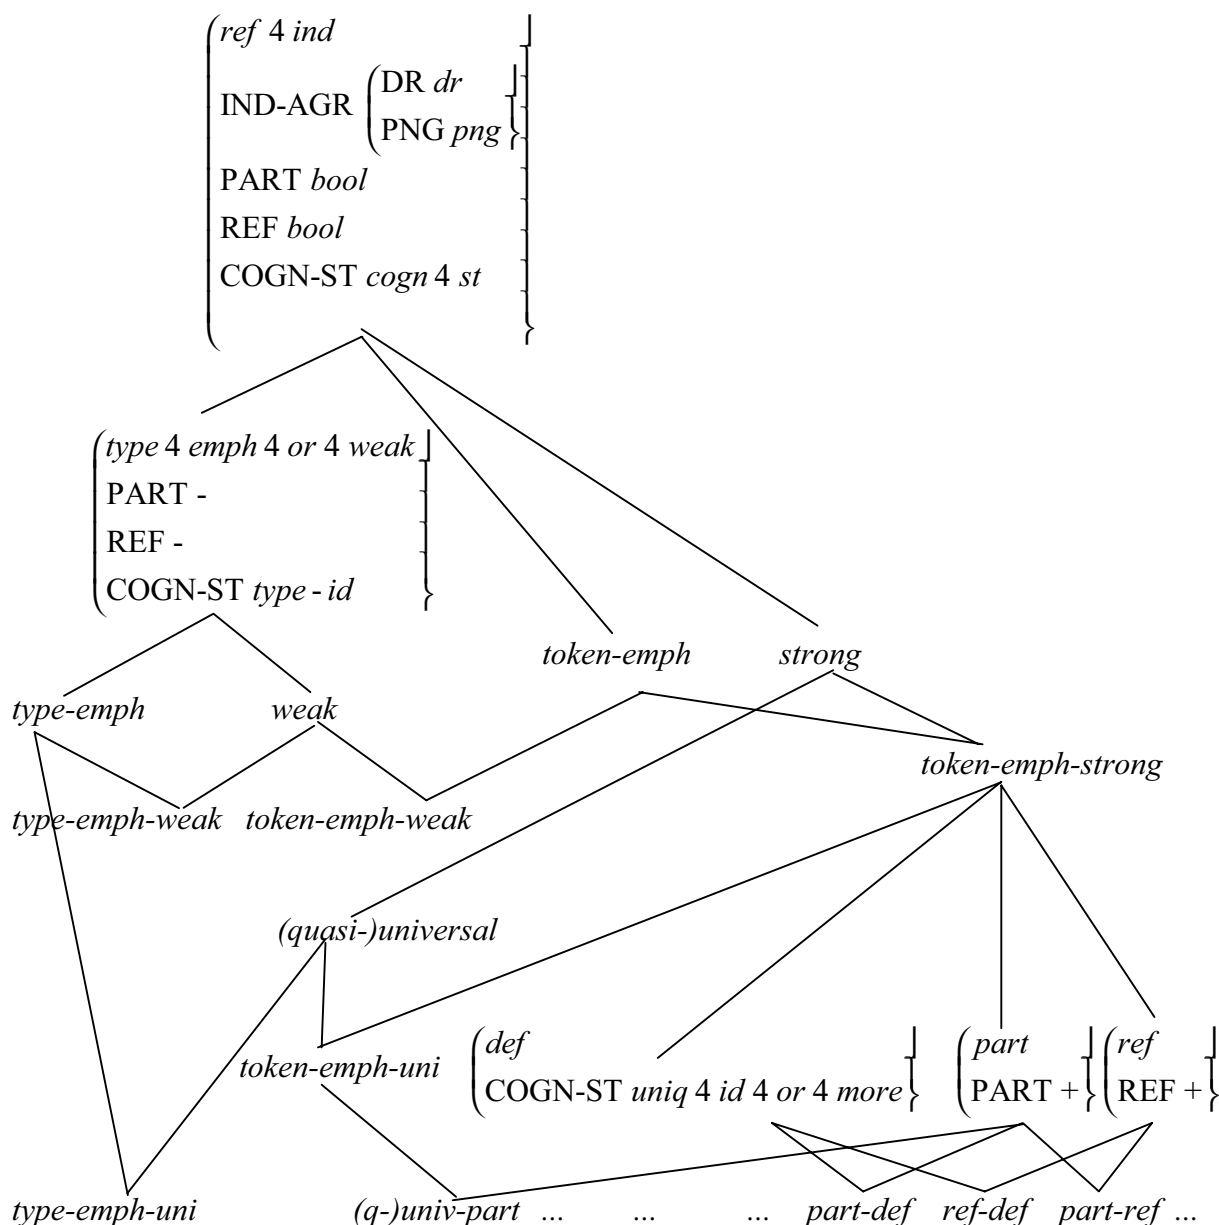 ref 4 ind
IND-AGR
DR dr
PNG png
PART bool
REF bool
COGN-ST cogn 4 st
type 4 emph 4 or 4 weak
PART -
REF -
COGN-ST type - id
token-emph strong
type-emph weak
token-emph-strong
type-emph-weak token-emph-weak
(quasi-)universal
token-emph-uni
def
COGN-ST uniq 4 id 4 or 4 more
part
PART +
ref
REF +
type-emph-uni (q-)univ-part ... ... ... part-def ref-def part-ref ...